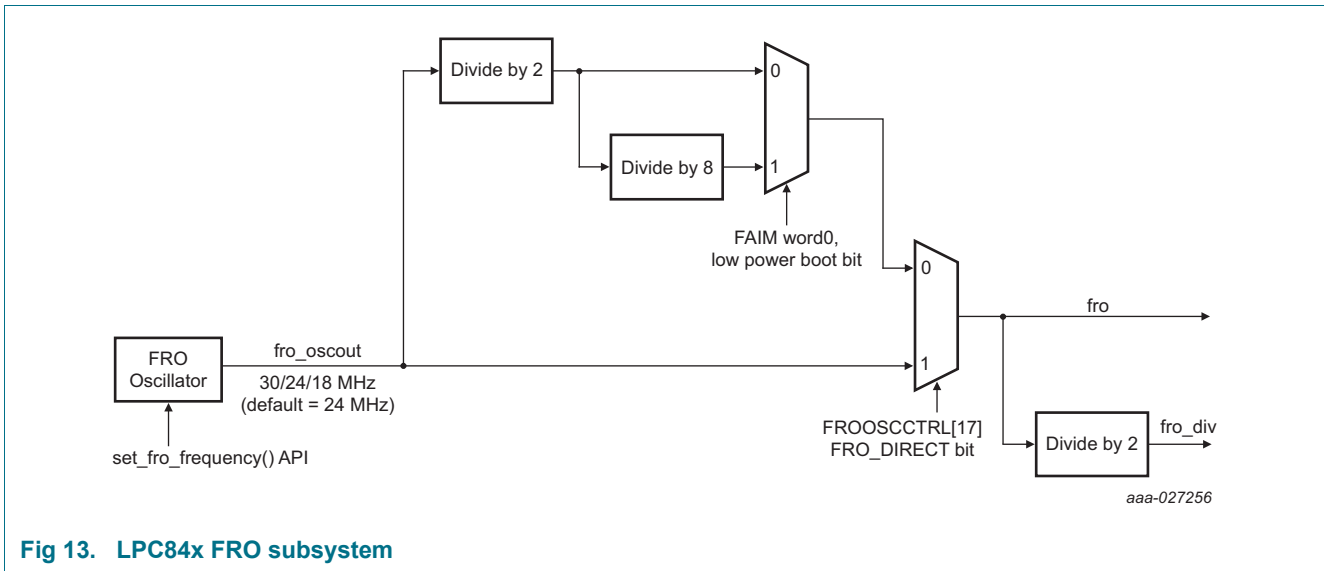 Divide by 2
0
Divide by 8
1
FAIM word0,
low power boot bit
0
fro
FRO
Oscillator
fro_oscout
30/24/18 MHz
(default = 24 MHz)
1
set_fro_frequency() API
FROOSCCTRL[17]
FRO_DIRECT bit
Divide by 2
fro_div
aaa-027256
Fig 13. LPC84x FRO subsystem